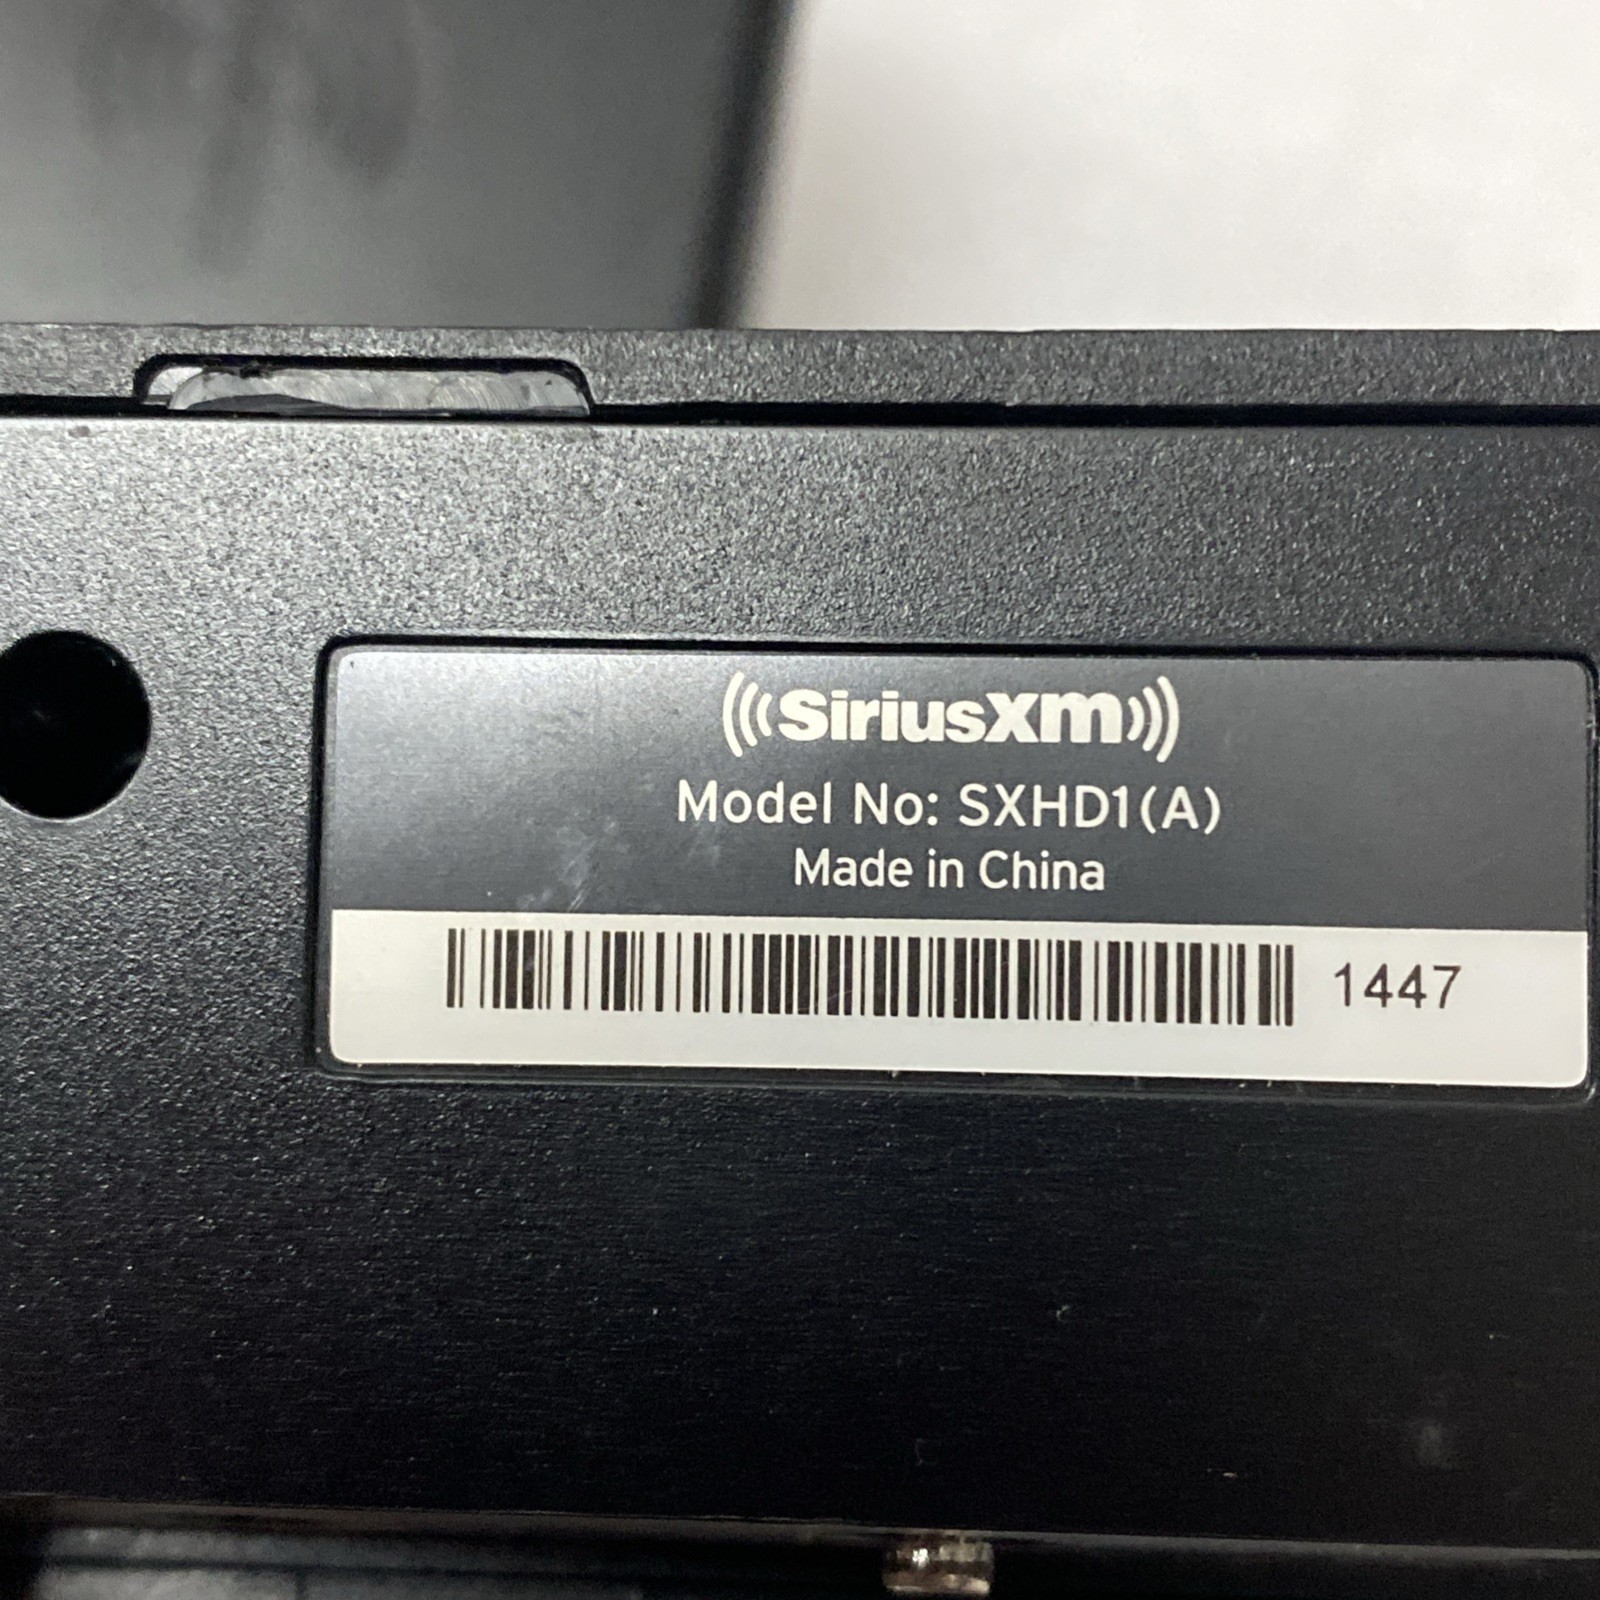 SiriusXm
Model No: SXHD1(A)
Made in China
1447